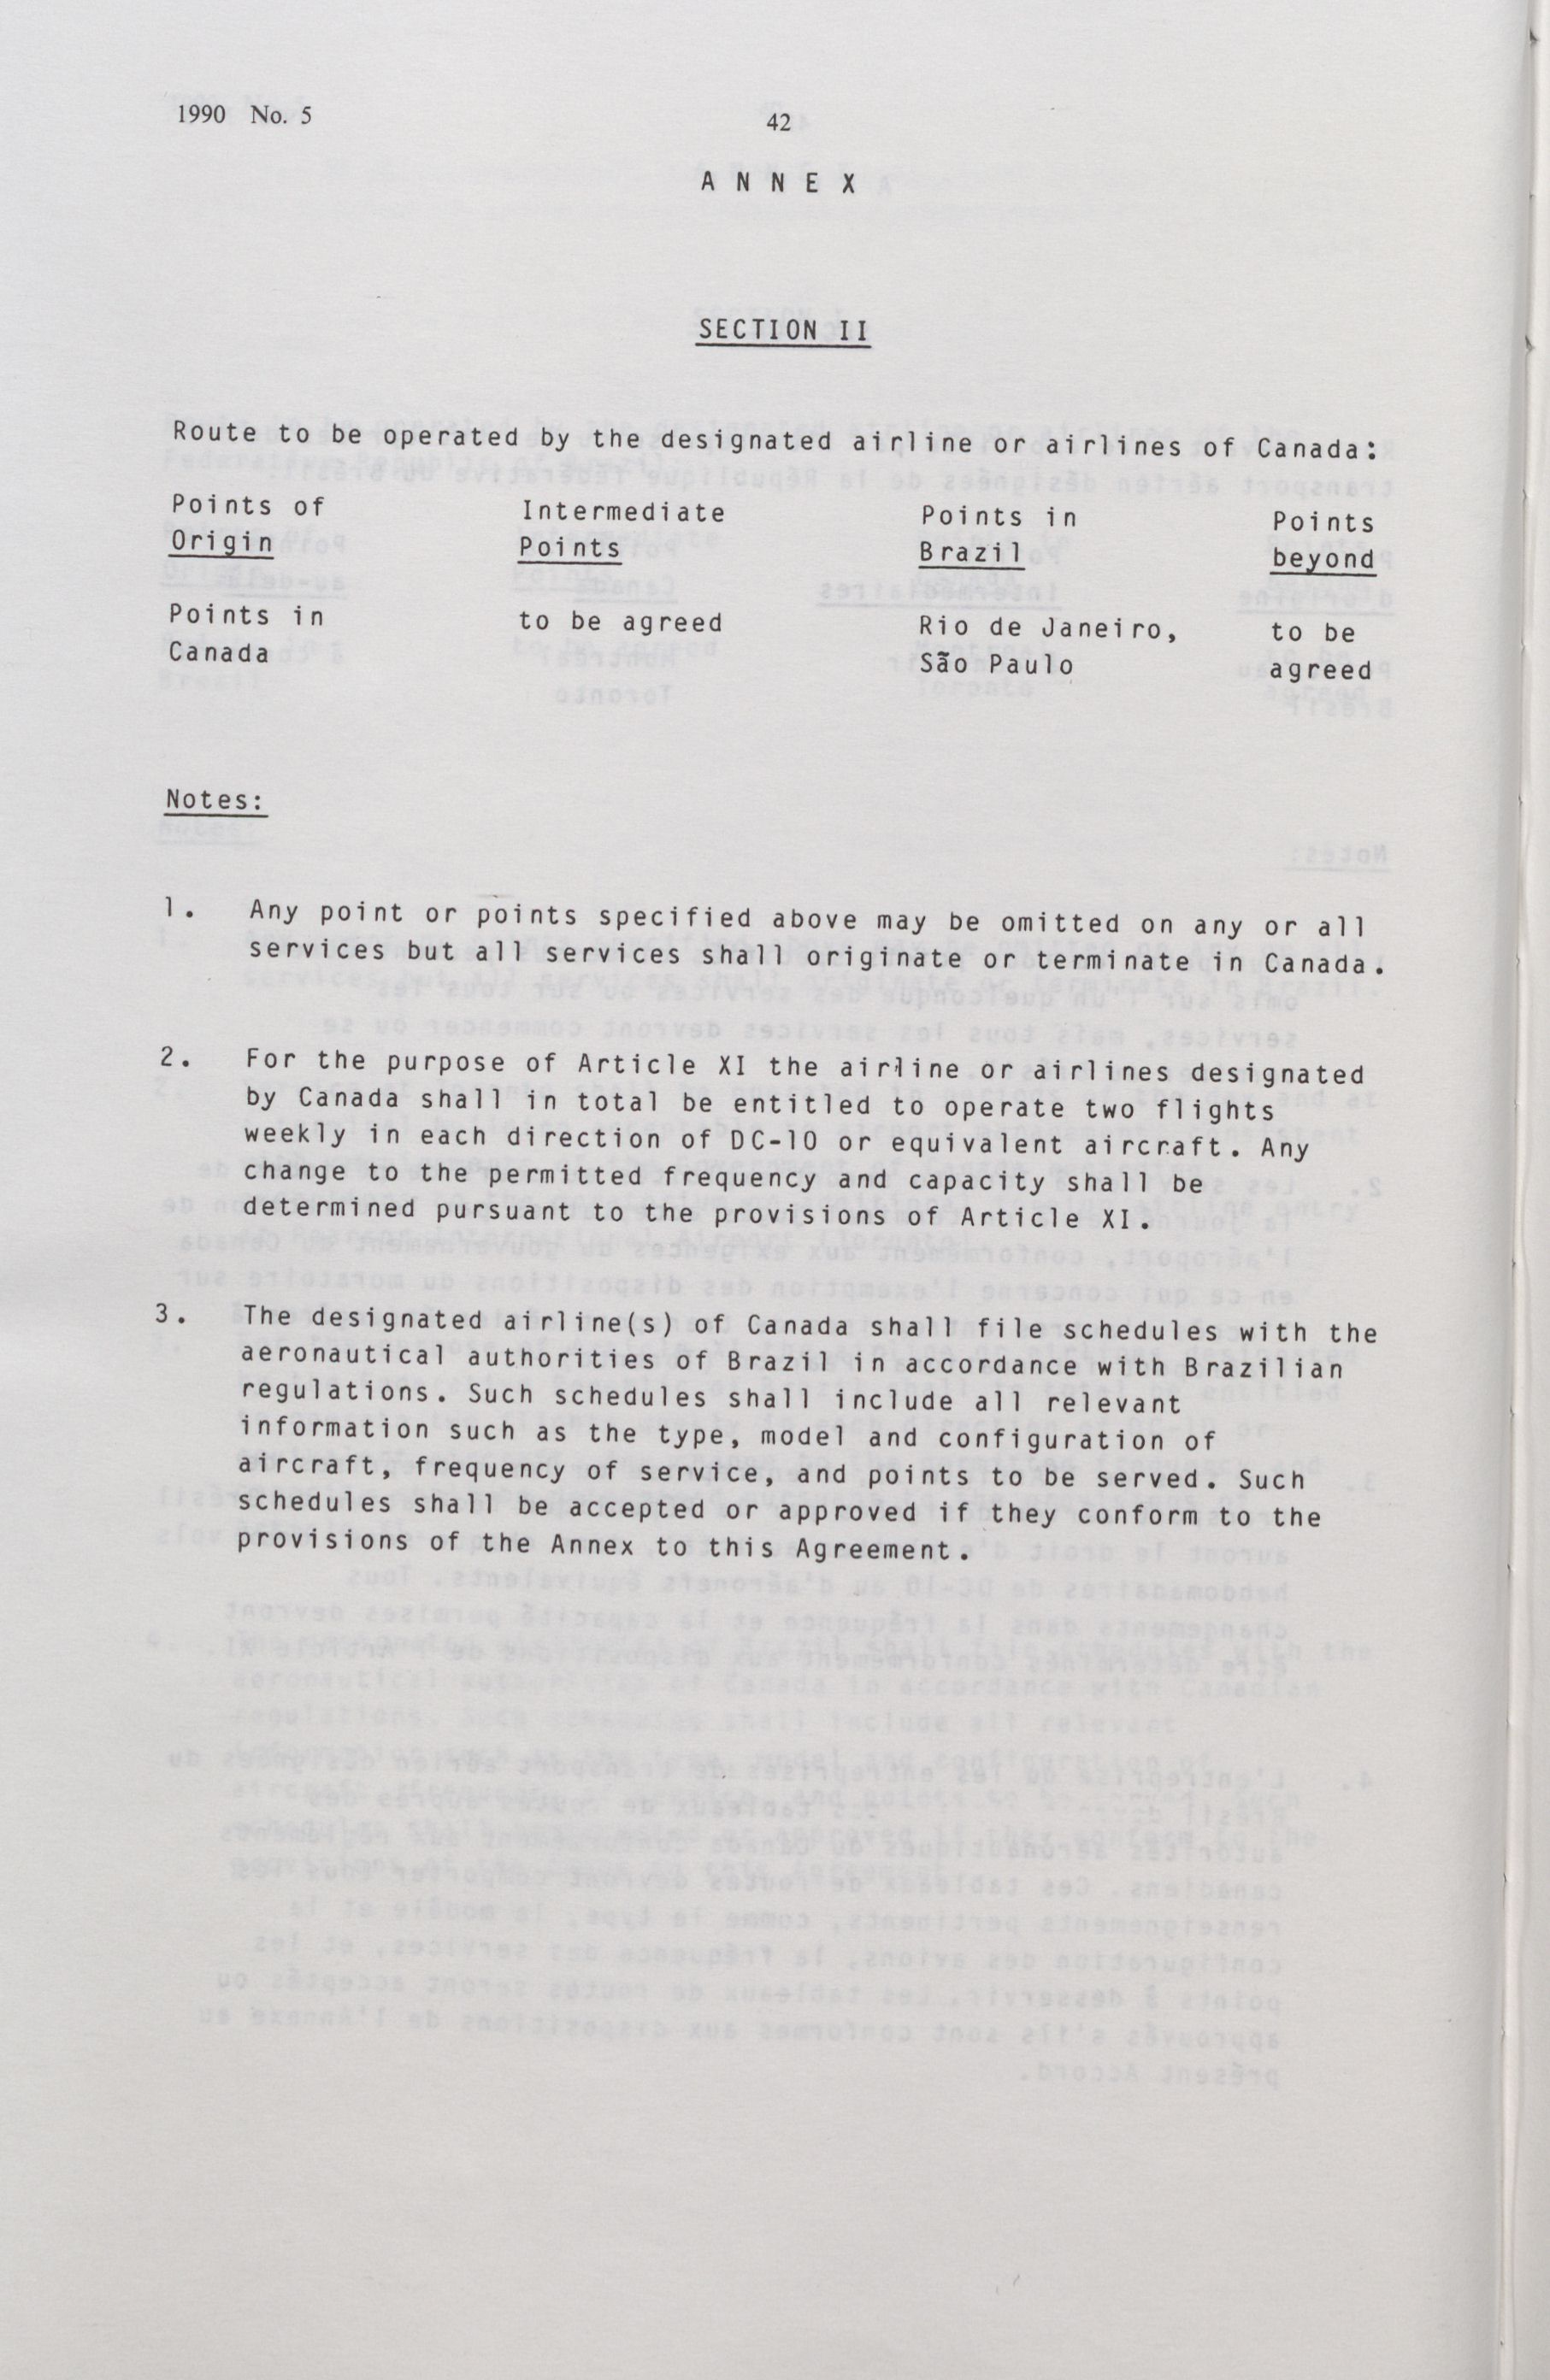 1990 No. 5
42
A N N E X
SECTION II
Route to be operated by the designated airline or airlines of Canada:
Points of Intermediate Points in Points
Origin Points Brazil beyond
Points in to be agreed Rio de Janeiro, to be
Canada São Paulo agreed
Notes:
1. Any point or points specified above may be omitted on any or all
services but all services shall originate or terminate in Canada.
2. For the purpose of Article XI the airline or airlines designated
by Canada shall in total be entitled to operate two flights
weekly in each direction of DC-10 or equivalent aircraft. Any
change to the permitted frequency and capacity shall be
determined pursuant to the provisions of Article XI.
3. The designated airline(s) of Canada shall file schedules with the
aeronautical authorities of Brazil in accordance with Brazilian
regulations. Such schedules shall include all relevant
information such as the type, model and configuration of
aircraft, frequency of service, and points to be served. Such
schedules shall be accepted or approved if they conform to the
provisions of the Annex to this Agreement.